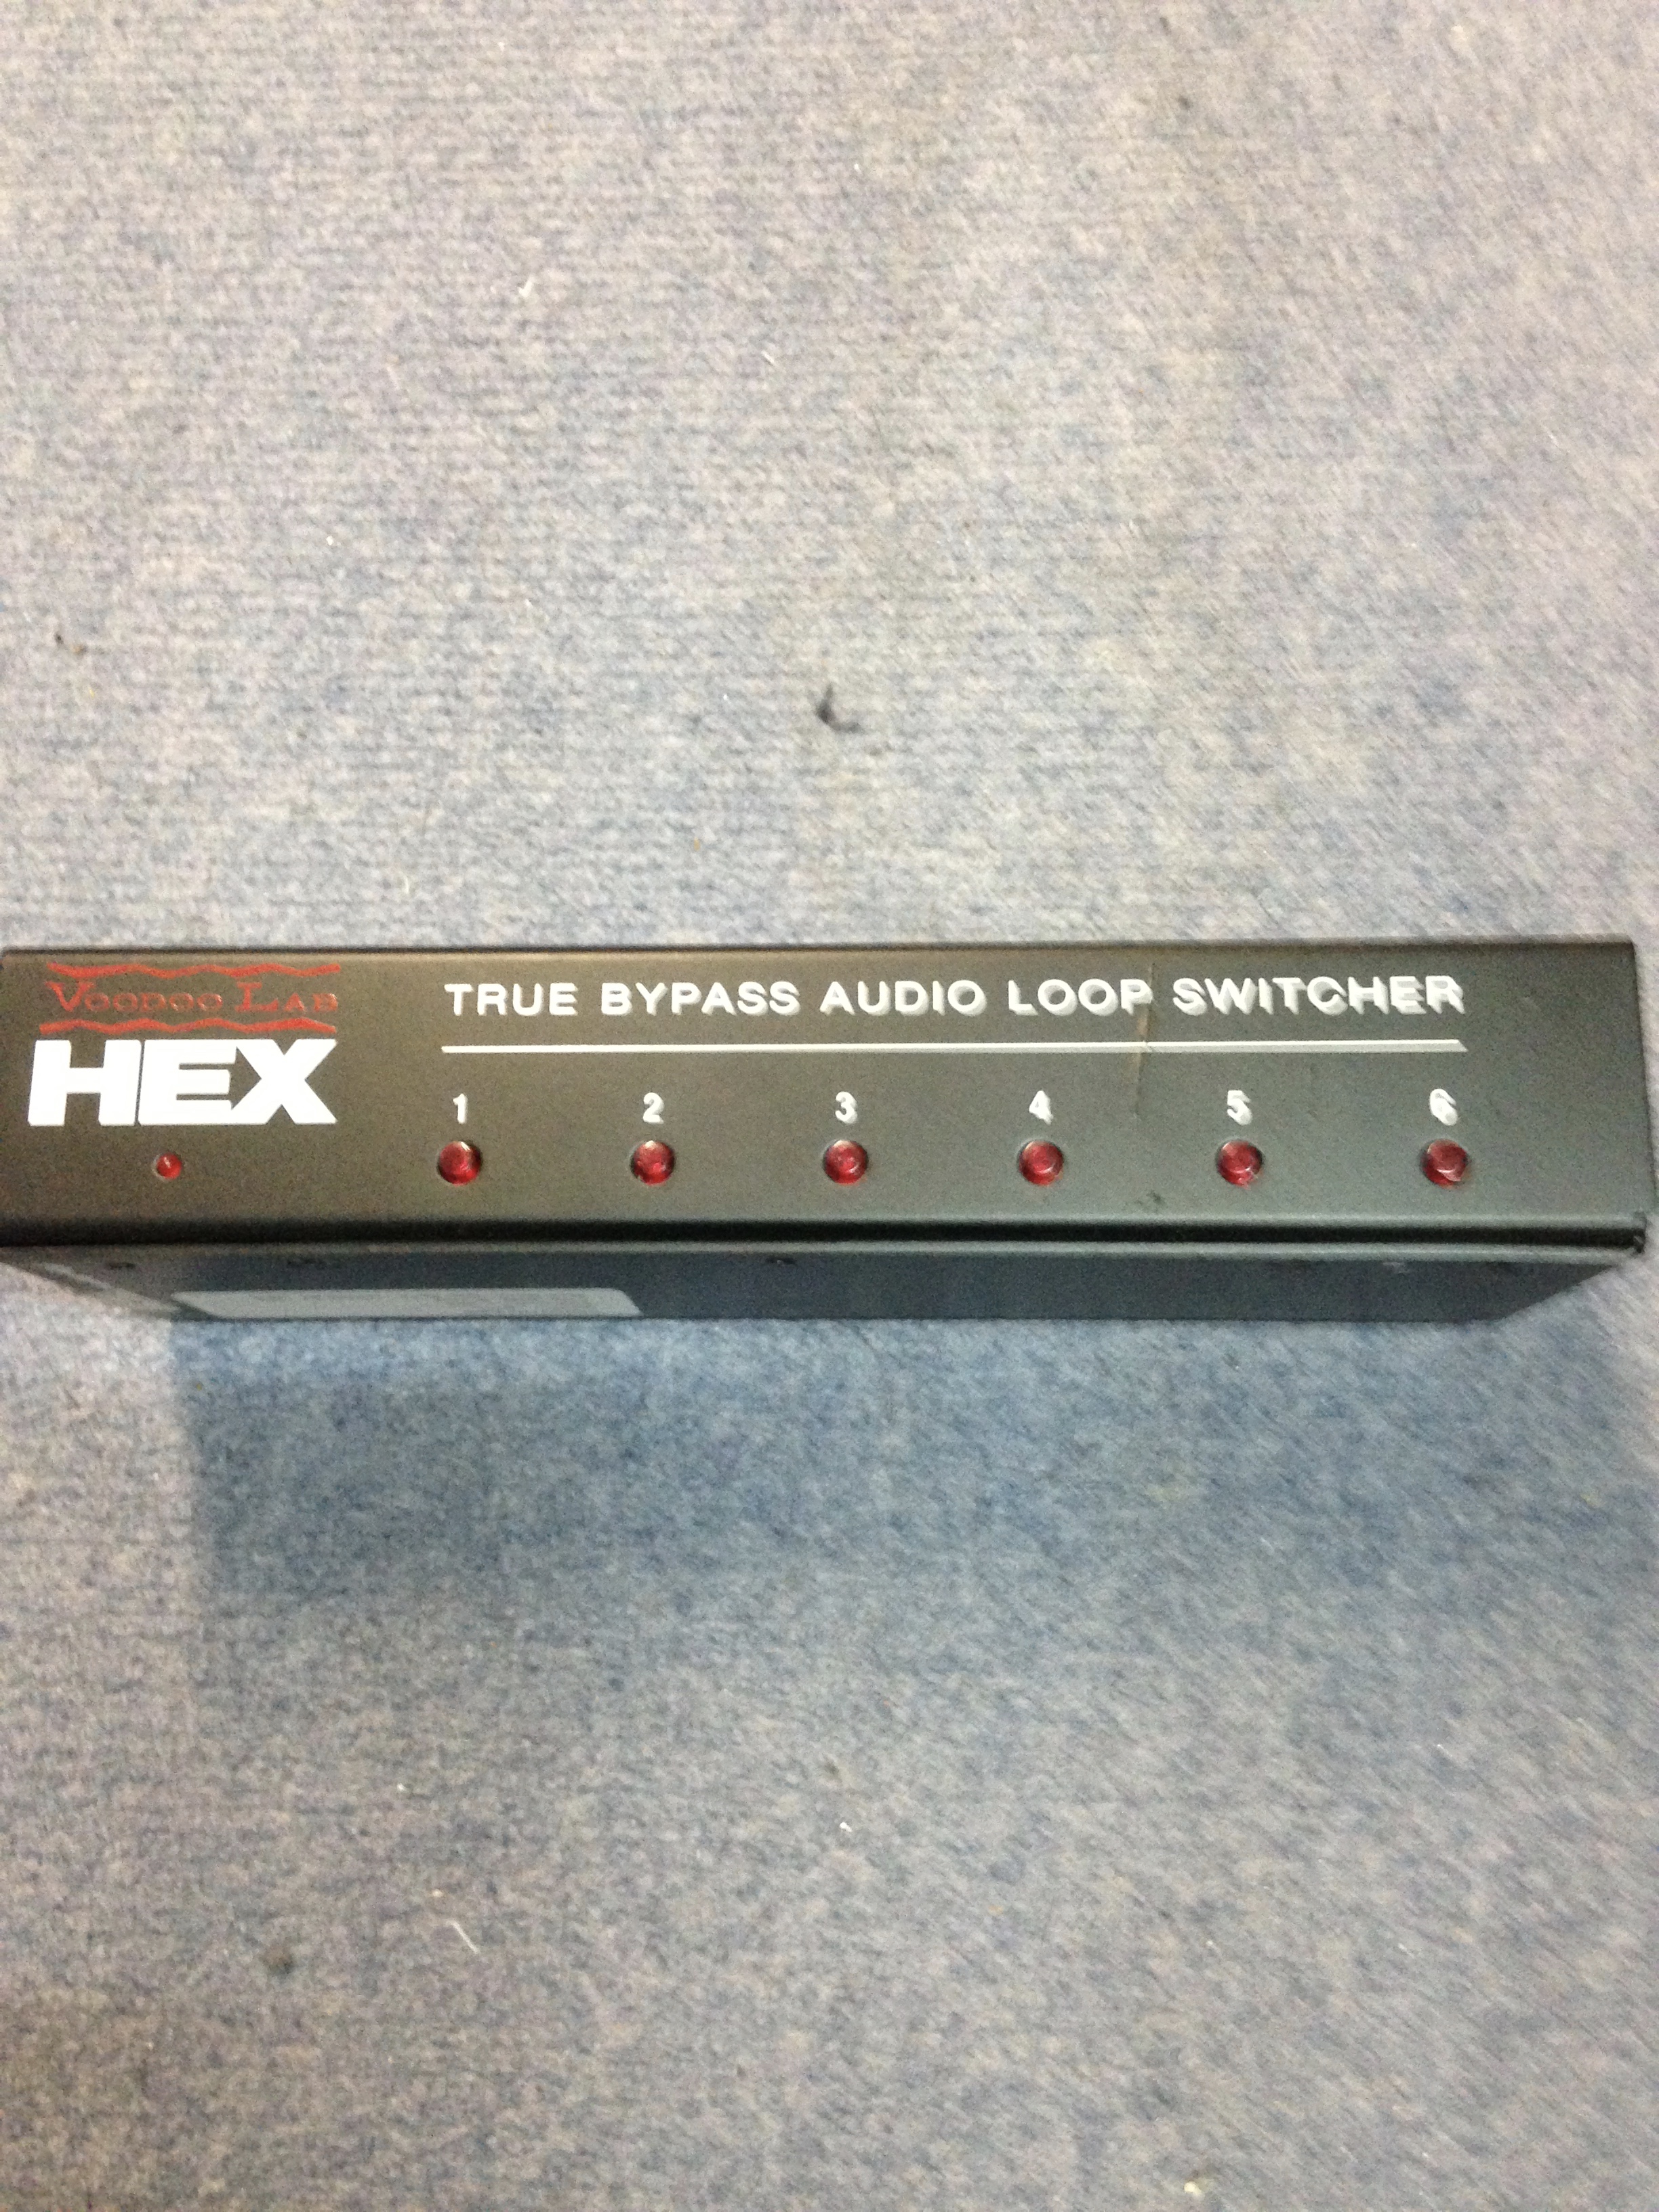 VOODOO LAB
HEX
TRUE BYPASS AUDIO LOOP SWITCHER
1 2 3 4 5 6